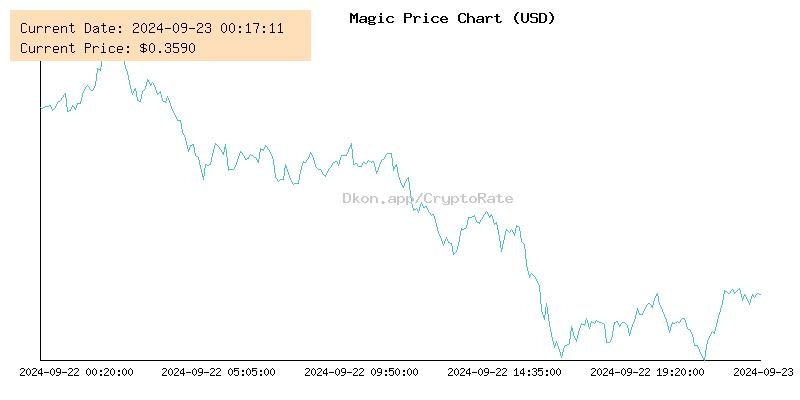 Magic Price Chart (USD)
Current Date: 2024-09-23 00:17:11
Current Price: $0.3590
Dkon.app/CryptoRate
2024-09-22 00:20:00 2024-09-22 05:05:00 2024-09-22 09:50:00 2024-09-22 14:35:00 2024-09-22 19:20:00 2024-09-23